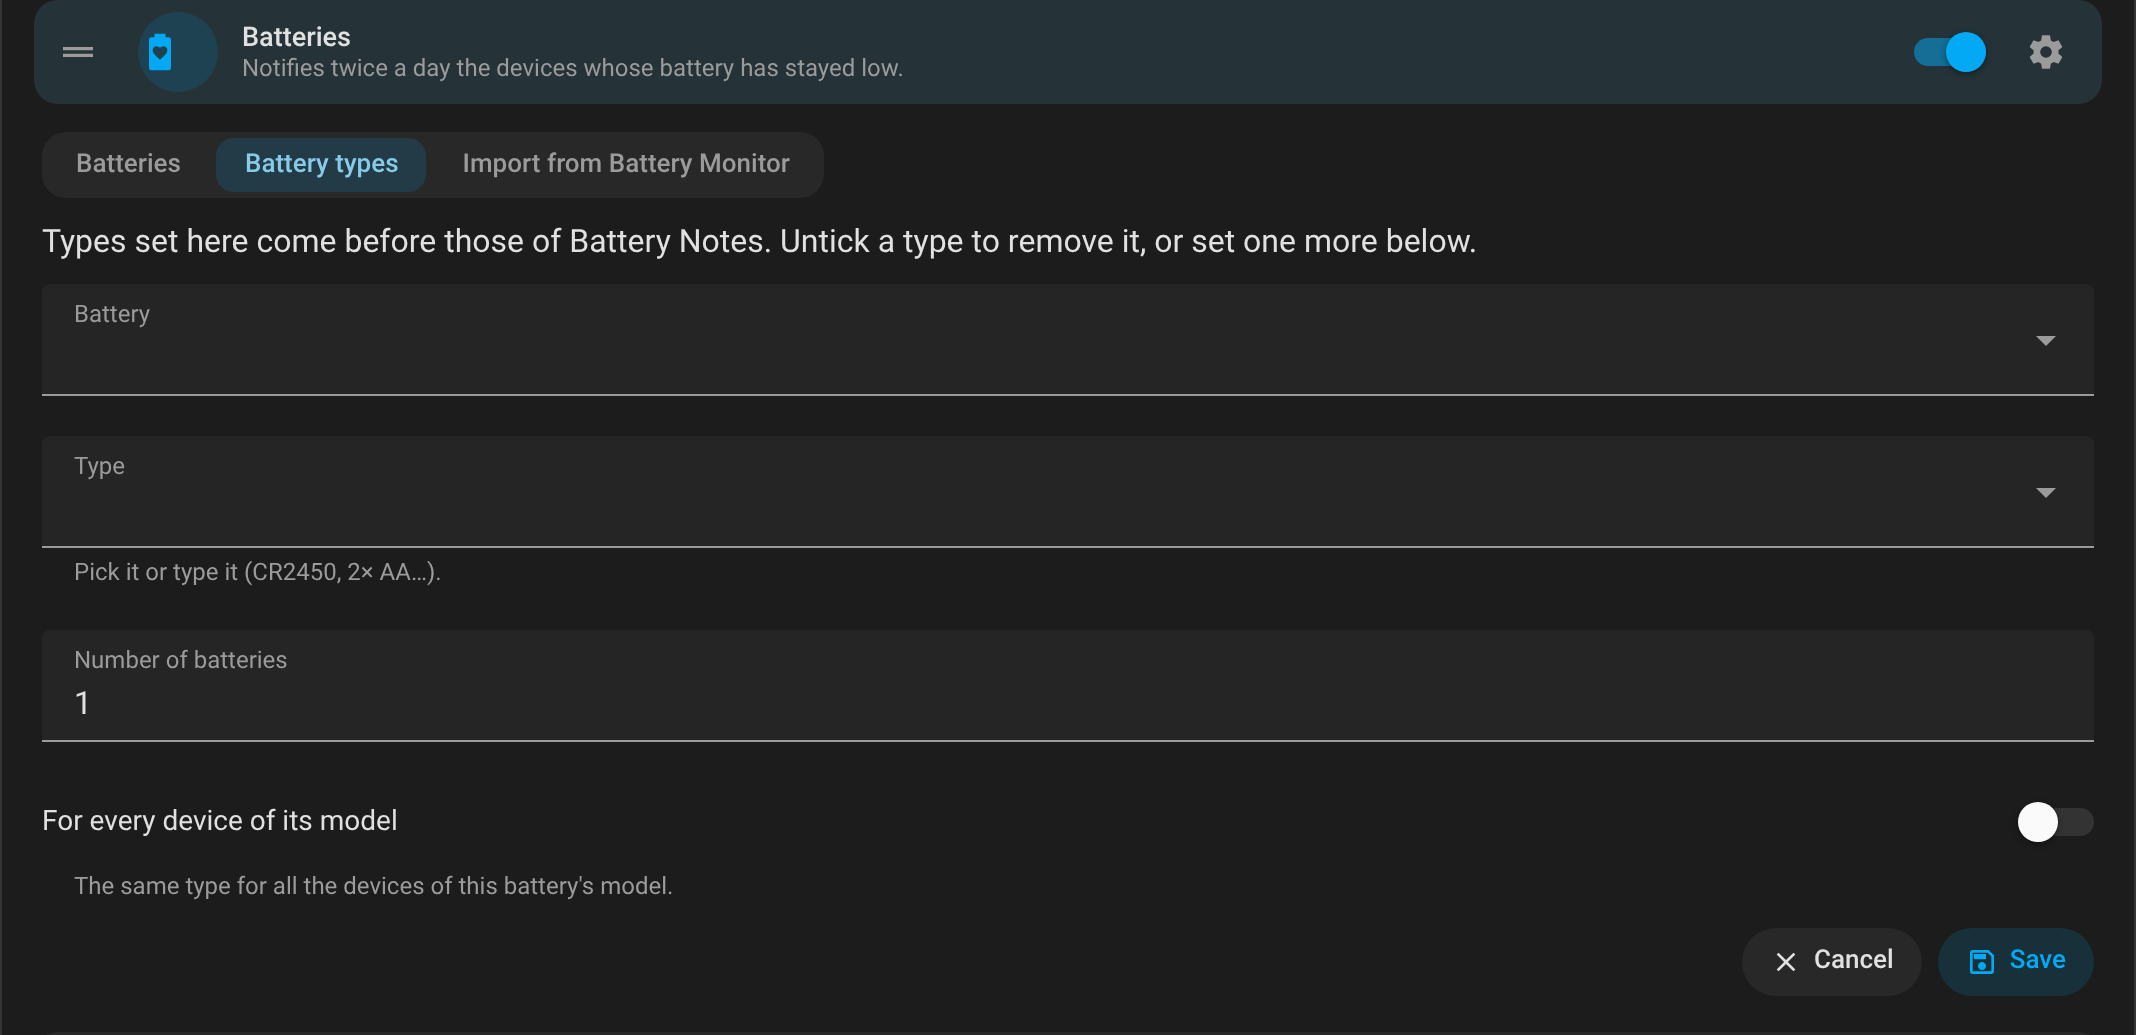 Batteries
Notifies twice a day the devices whose battery has stayed low.
Batteries
Battery types
Import from Battery Monitor
Types set here come before those of Battery Notes. Untick a type to remove it, or set one more below.
Battery
Type
Pick it or type it (CR2450, 2× AA…).
Number of batteries
1
For every device of its model
The same type for all the devices of this battery's model.
Cancel
Save